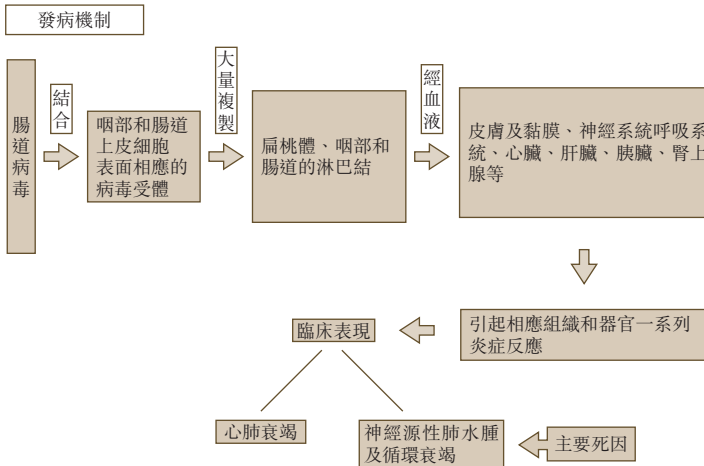 發病機制
腸道病毒
結合
咽部和腸道
上皮細胞
表面相應的
病毒受體
大量複製
扁桃體、咽部和
腸道的淋巴結
經血液
皮膚及黏膜、神經系統呼吸系
統、心臟、肝臟、胰臟、腎上
腺等
引起相應組織和器官一系列
炎症反應
臨床表現
心肺衰竭
神經源性肺水腫
及循環衰竭
主要死因